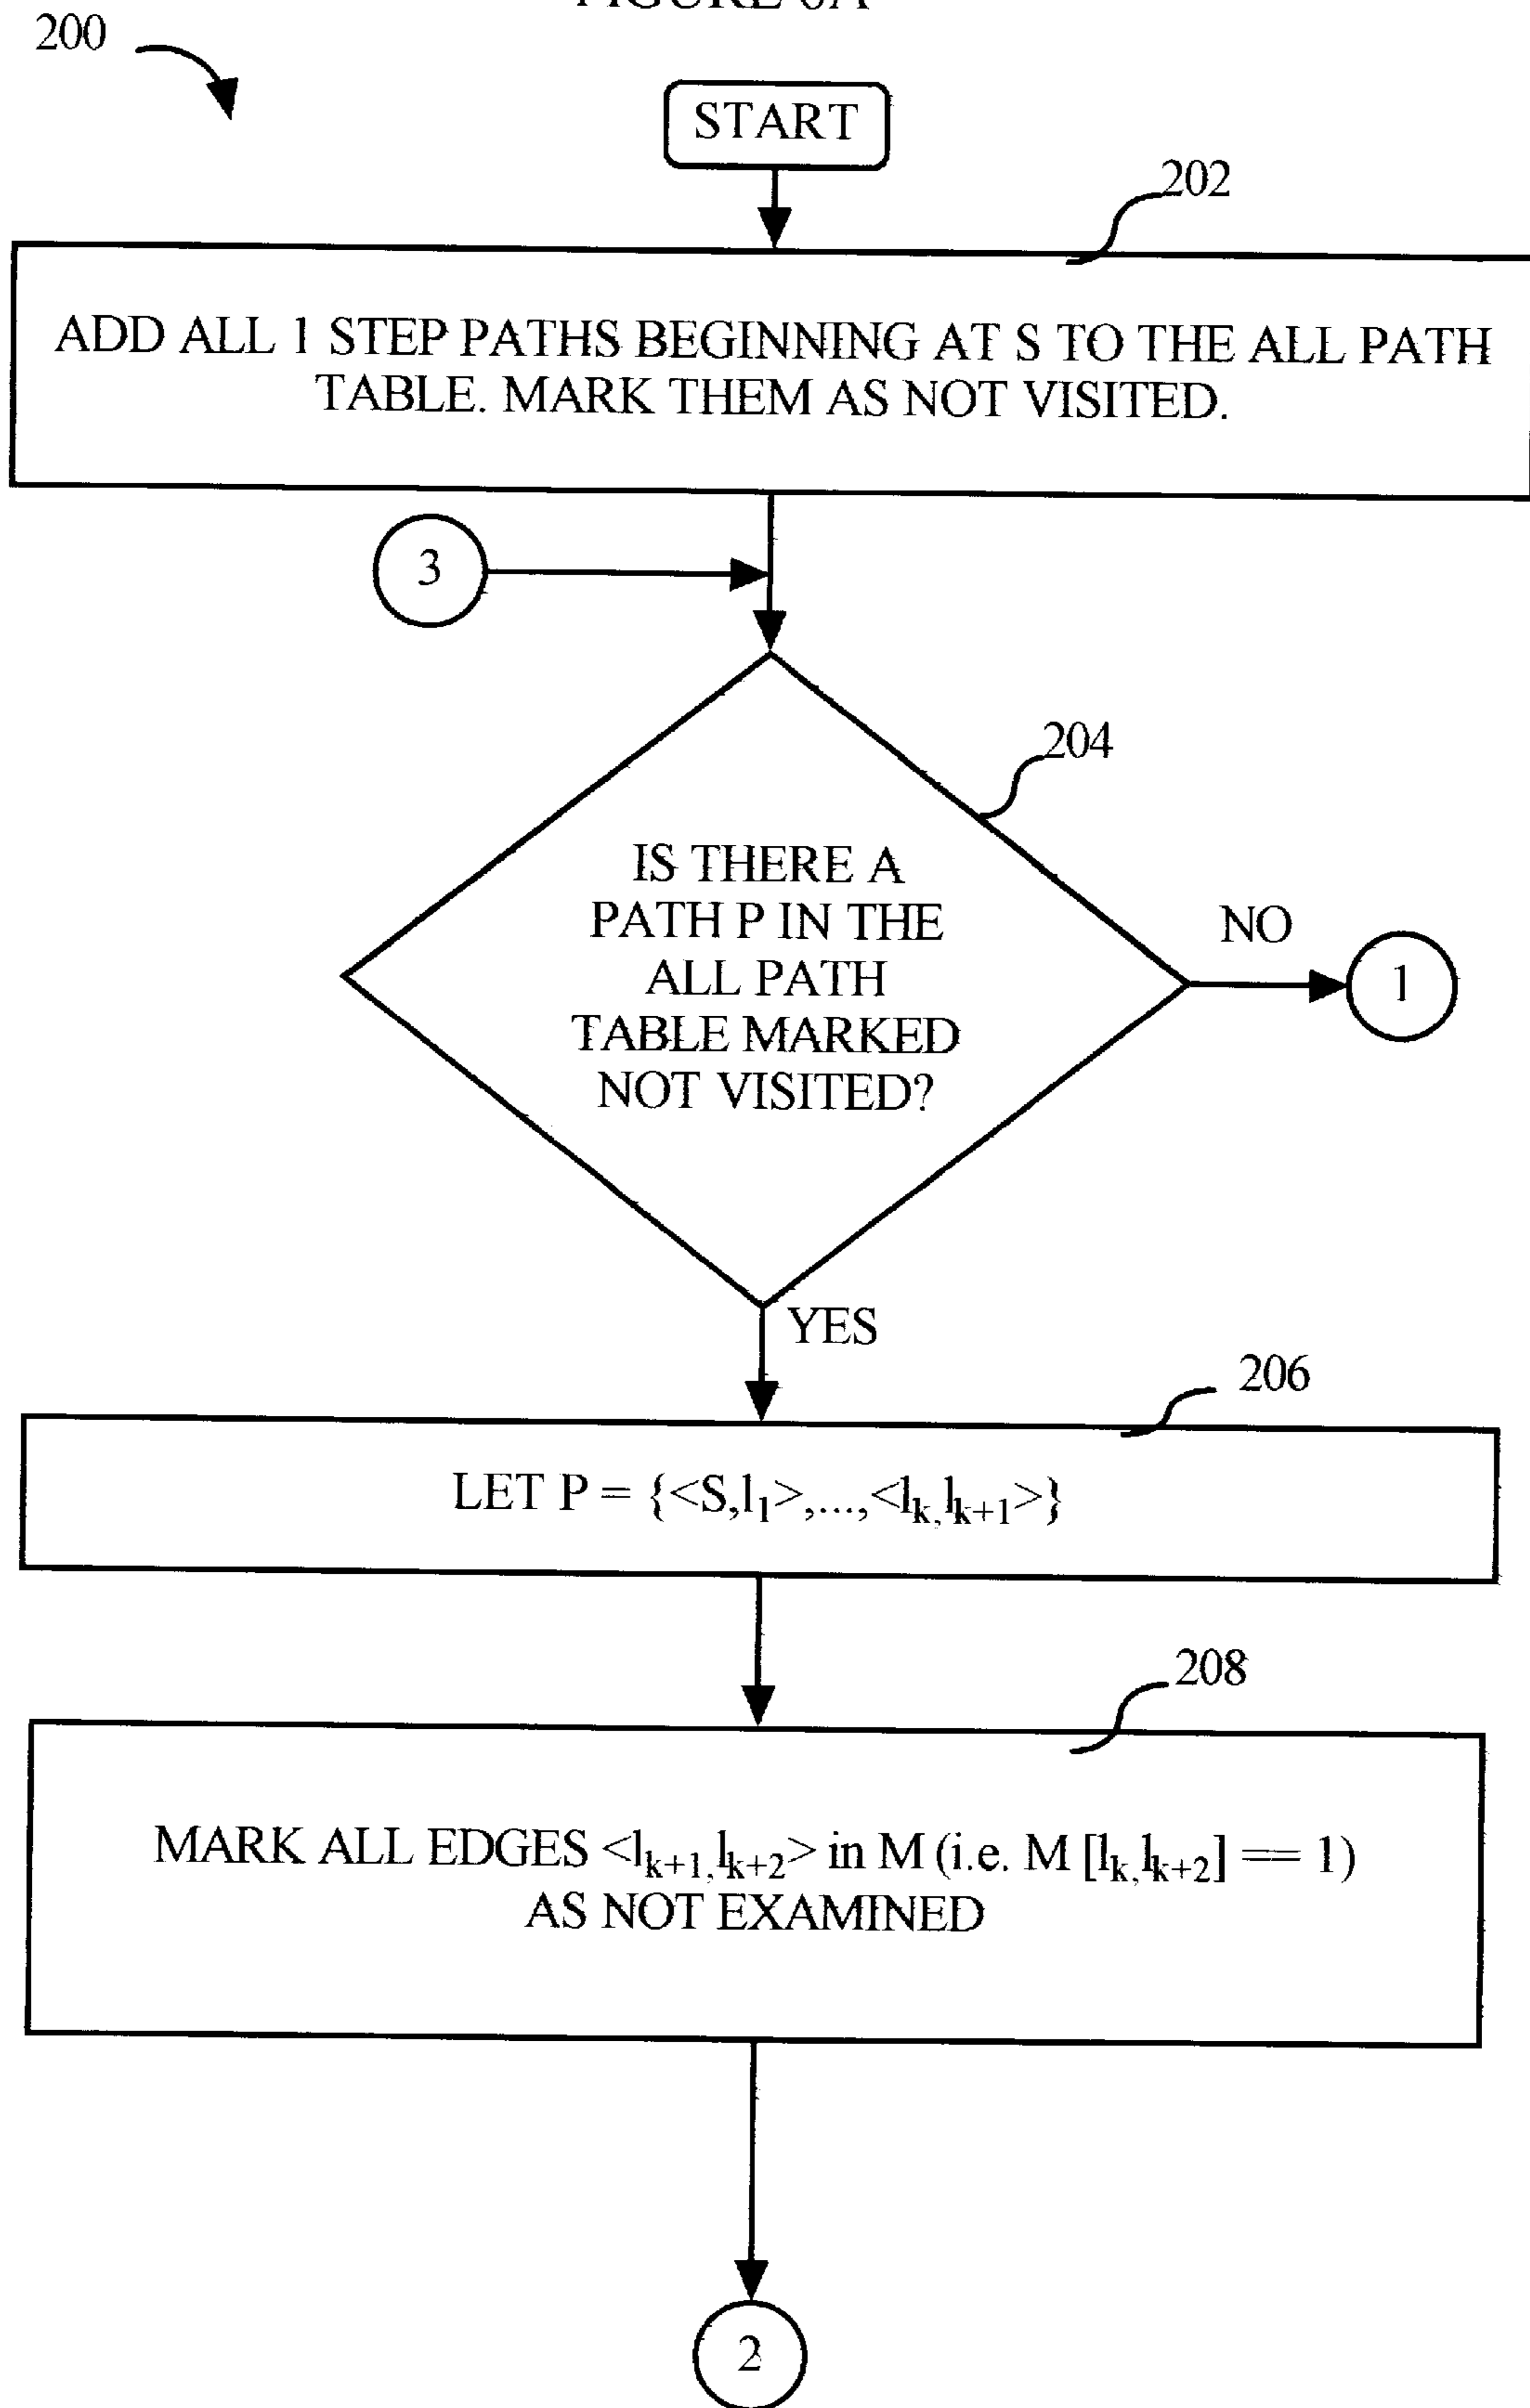 200
START
202
ADD ALL 1 STEP PATHS BEGINNING AT S TO THE ALL PATH
TABLE. MARK THEM AS NOT VISITED.
3
204
IS THERE A
PATH P IN THE
ALL PATH
TABLE MARKED
NOT VISITED?
NO
1
YES
206
LET P = {<S,l1>,...,<lk,lk+1>}
208
MARK ALL EDGES <lk+1,lk+2> in M (i.e. M [lk,lk+2] == 1)
AS NOT EXAMINED
2